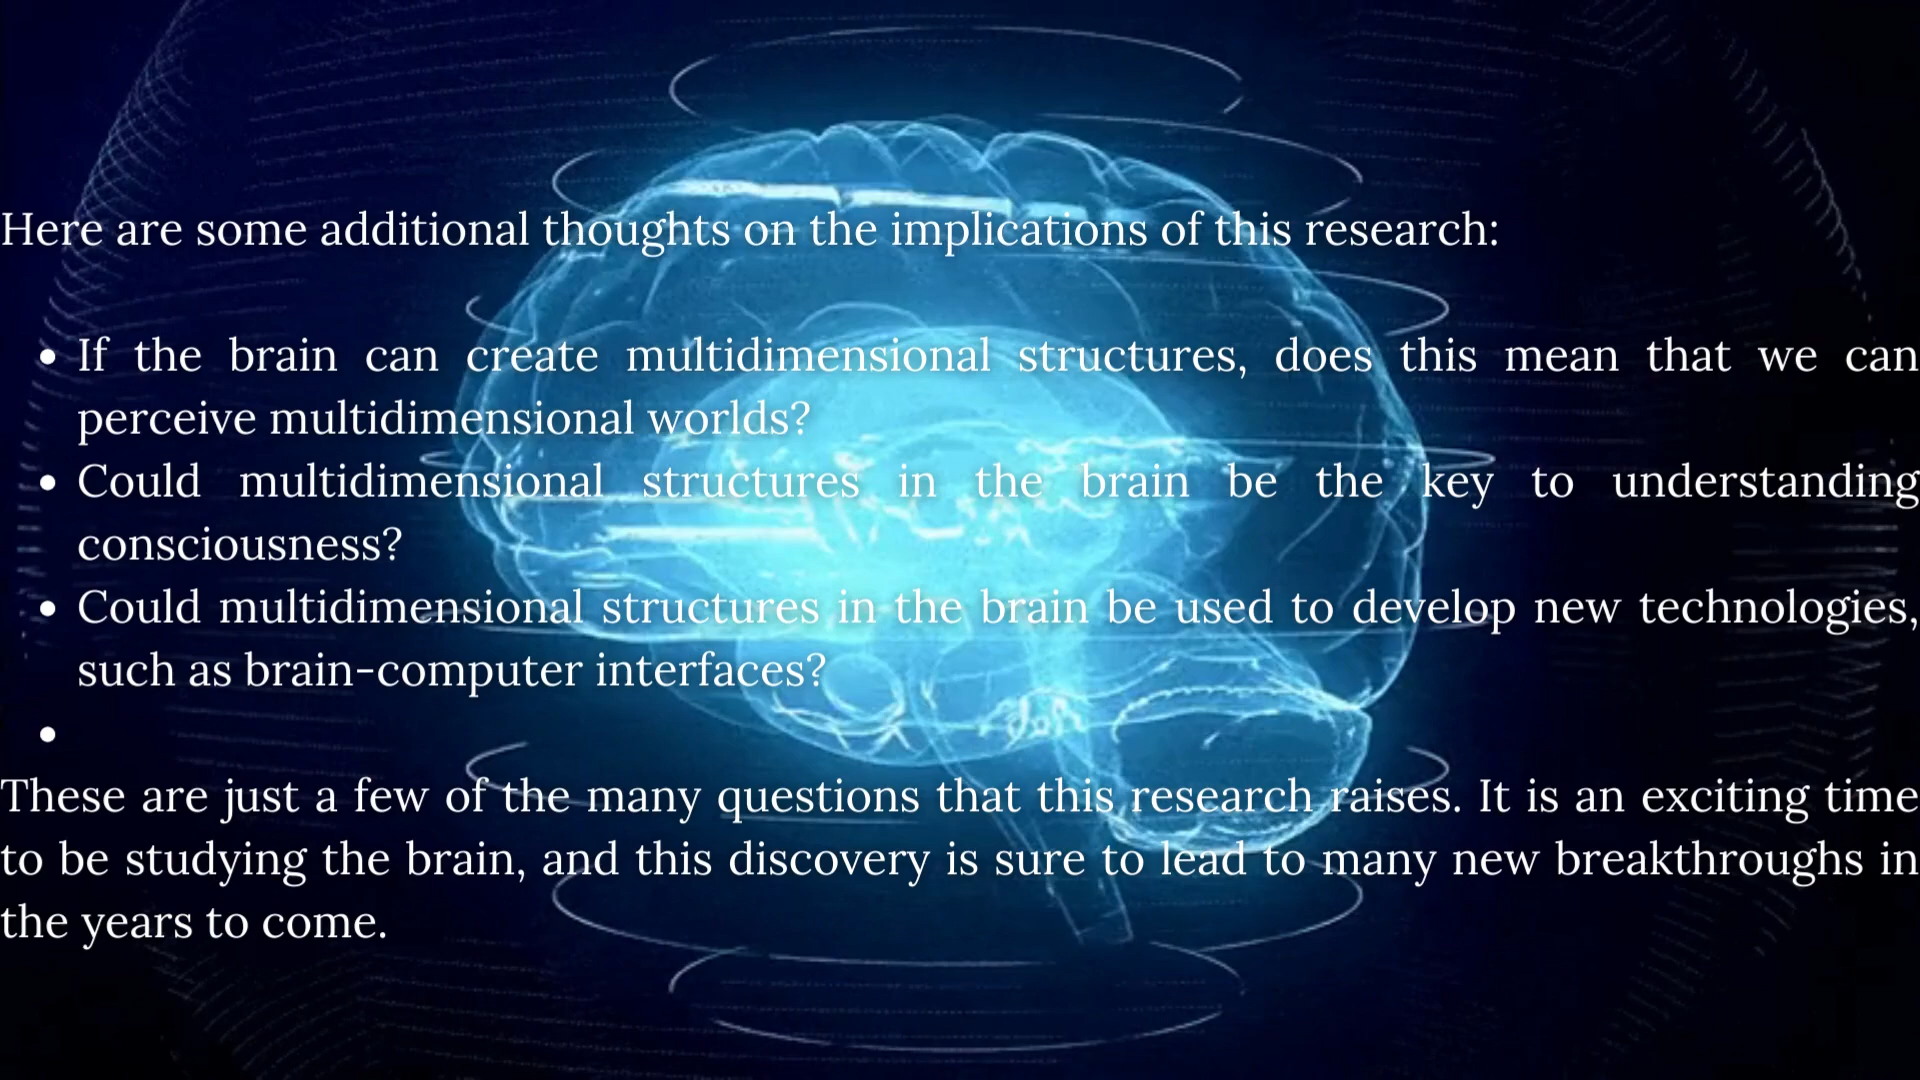 Here are some additional thoughts on the implications of this research:
• If the brain can create multidimensional structures, does this mean that we can
perceive multidimensional worlds?
• Could multidimensional structures in the brain be the key to understanding
consciousness?
• Could multidimensional structures in the brain be used to develop new technologies,
such as brain-computer interfaces?
•
These are just a few of the many questions that this research raises. It is an exciting time
to be studying the brain, and this discovery is sure to lead to many new breakthroughs in
the years to come.